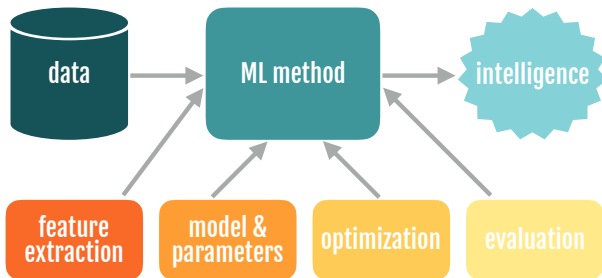 data
ML method
intelligence
feature
extraction
model &
parameters
optimization
evaluation